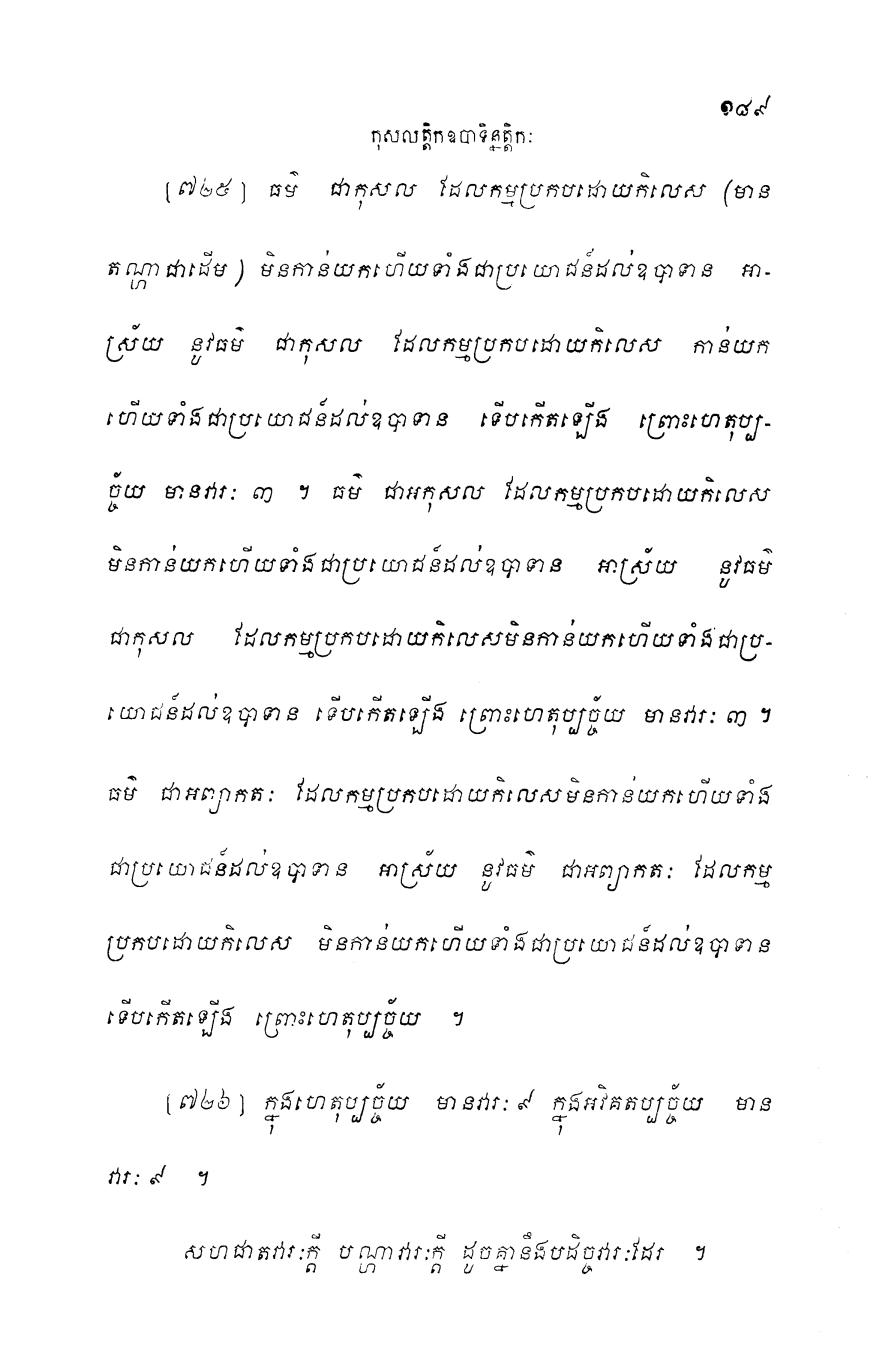 ១៨៩
កុសលត្តិកឧបាទិន្នត្តិកៈ
[៧២៥] ធម៌ ជាកុសល ដែលកម្មប្រកបដោយកិលេស (មាន
តណ្ហាជាដើម) មិនកាន់យកហើយទាំងជាប្រយោជន៍ដល់ឧបាទាន អា-
ស្រ័យ នូវធម៌ ជាកុសល ដែលកម្មប្រកបដោយកិលេស កាន់យក
ហើយទាំងជាប្រយោជន៍ដល់ឧបាទាន ទើបកើតឡើង ព្រោះហេតុប្ប-
ច្ច័យ មានវារៈ ៣ ។ ធម៌ ជាអកុសល ដែលកម្មប្រកបដោយកិលេស
មិនកាន់យកហើយទាំងជាប្រយោជន៍ដល់ឧបាទាន អាស្រ័យ នូវធម៌
ជាកុសល ដែលកម្មប្រកបដោយកិលេសមិនកាន់យកហើយទាំងជាប្រ-
យោជន៍ដល់ឧបាទាន ទើបកើតឡើង ព្រោះហេតុប្បច្ច័យ មានវារៈ ៣ ។
ធម៌ ជាអព្យាកតៈ ដែលកម្មប្រកបដោយកិលេសមិនកាន់យកហើយទាំង
ជាប្រយោជន៍ដល់ឧបាទាន អាស្រ័យ នូវធម៌ ជាអព្យាកតៈ ដែលកម្ម
ប្រកបដោយកិលេស មិនកាន់យកហើយទាំងជាប្រយោជន៍ដល់ឧបាទាន
ទើបកើតឡើង ព្រោះហេតុប្បច្ច័យ ។
[៧២៦] ក្នុងហេតុប្បច្ច័យ មានវារៈ ៩ ក្នុងអវិគតប្បច្ច័យ មាន
វារៈ ៩ ។
សហជាតវារៈក្តី បណ្ហាវារៈក្តី ដូចគ្នានឹងបដិច្ចវារៈដែរ ។